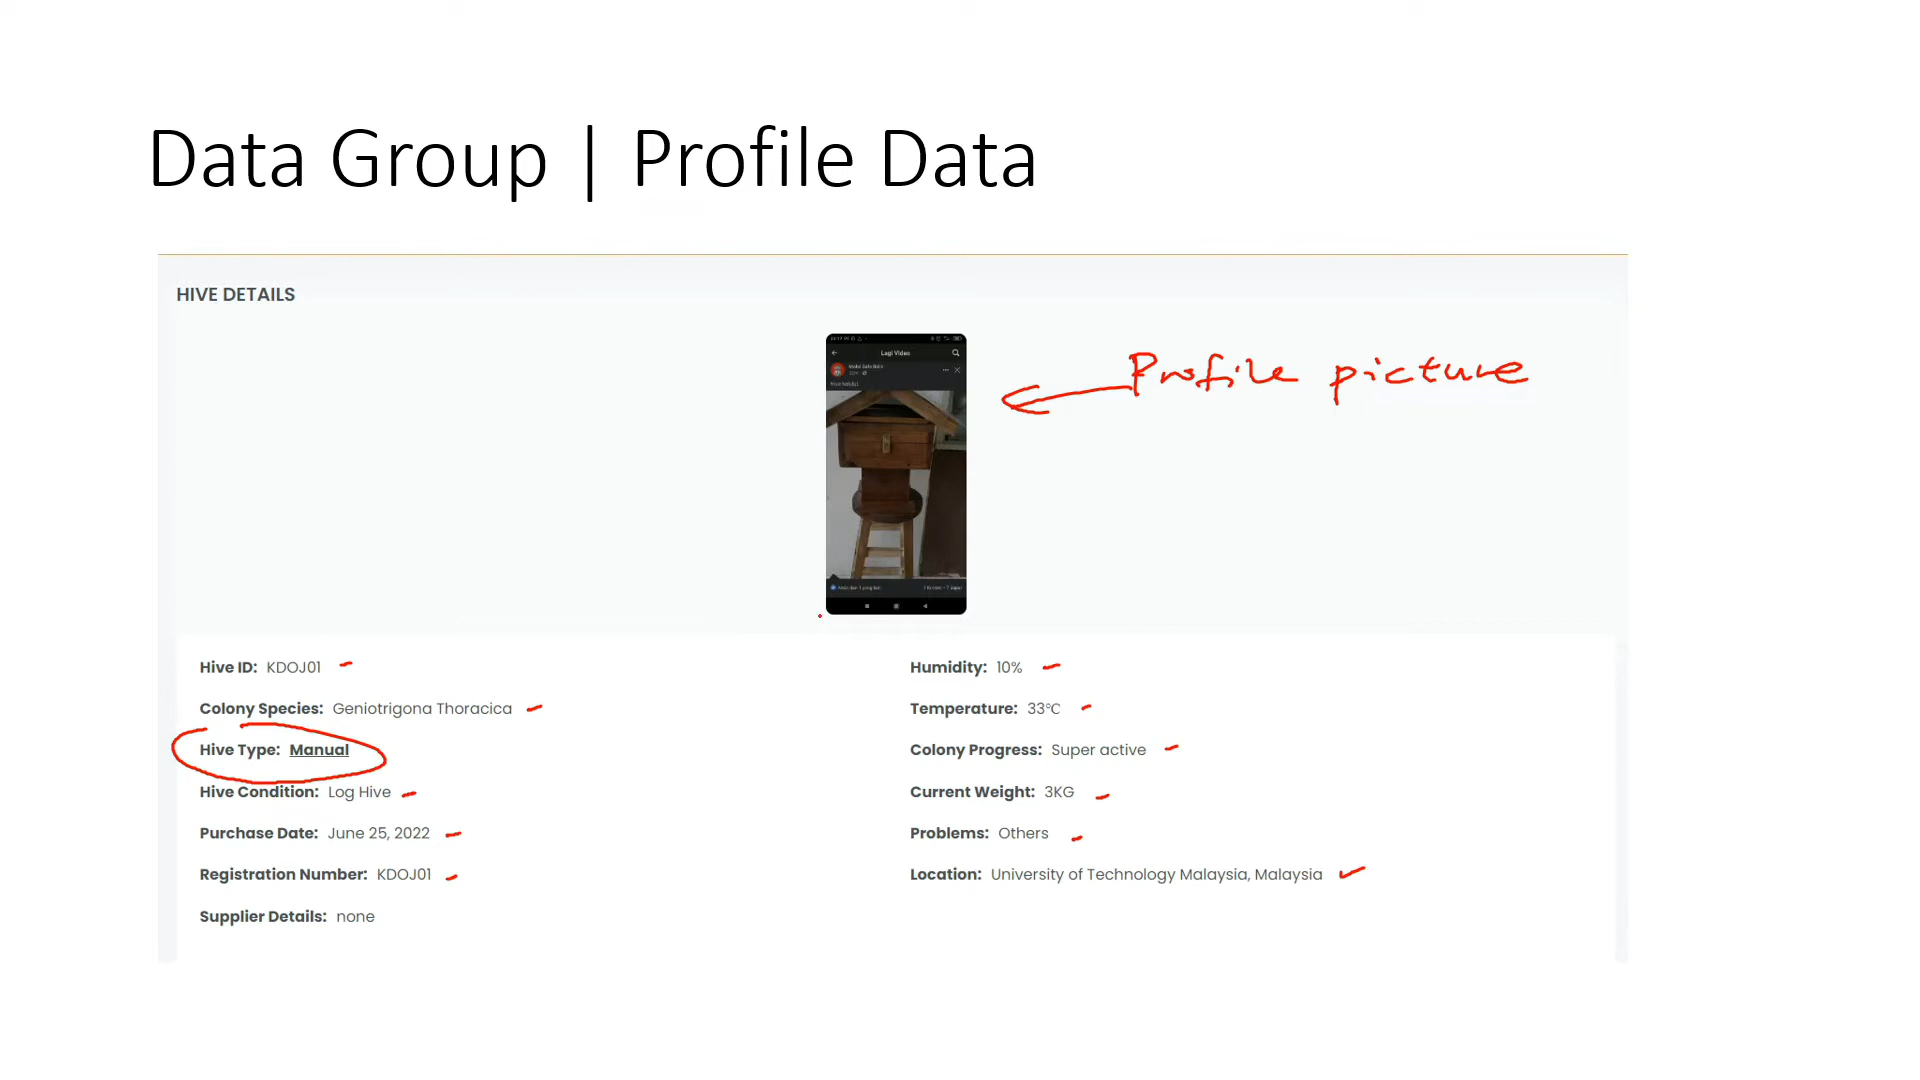 Data Group | Profile Data
HIVE DETAILS
Lagi Video
Profile picture
Hive ID: KDOJ01
Colony Species: Geniotrigona Thoracica
Hive Type: Manual
Hive Condition: Log Hive
Purchase Date: June 25, 2022
Registration Number: KDOJ01
Supplier Details: none
Humidity: 10%
Temperature: 33℃
Colony Progress: Super active
Current Weight: 3KG
Problems: Others
Location: University of Technology Malaysia, Malaysia